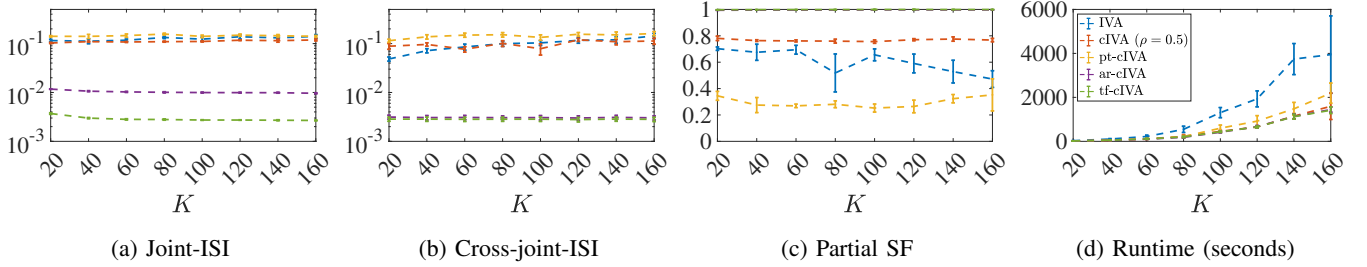 10^{-1}
10^{-2}
10^{-3}
20 40 60 80 100 120 140 160
K
(a) Joint-ISI
10^{-1}
10^{-2}
10^{-3}
20 40 60 80 100 120 140 160
K
(b) Cross-joint-ISI
1
0.8
0.6
0.4
0.2
0
20 40 60 80 100 120 140 160
K
(c) Partial SF
6000
4000
2000
0
IVA
cIVA (ρ = 0.5)
pt-cIVA
ar-cIVA
tf-cIVA
20 40 60 80 100 120 140 160
K
(d) Runtime (seconds)